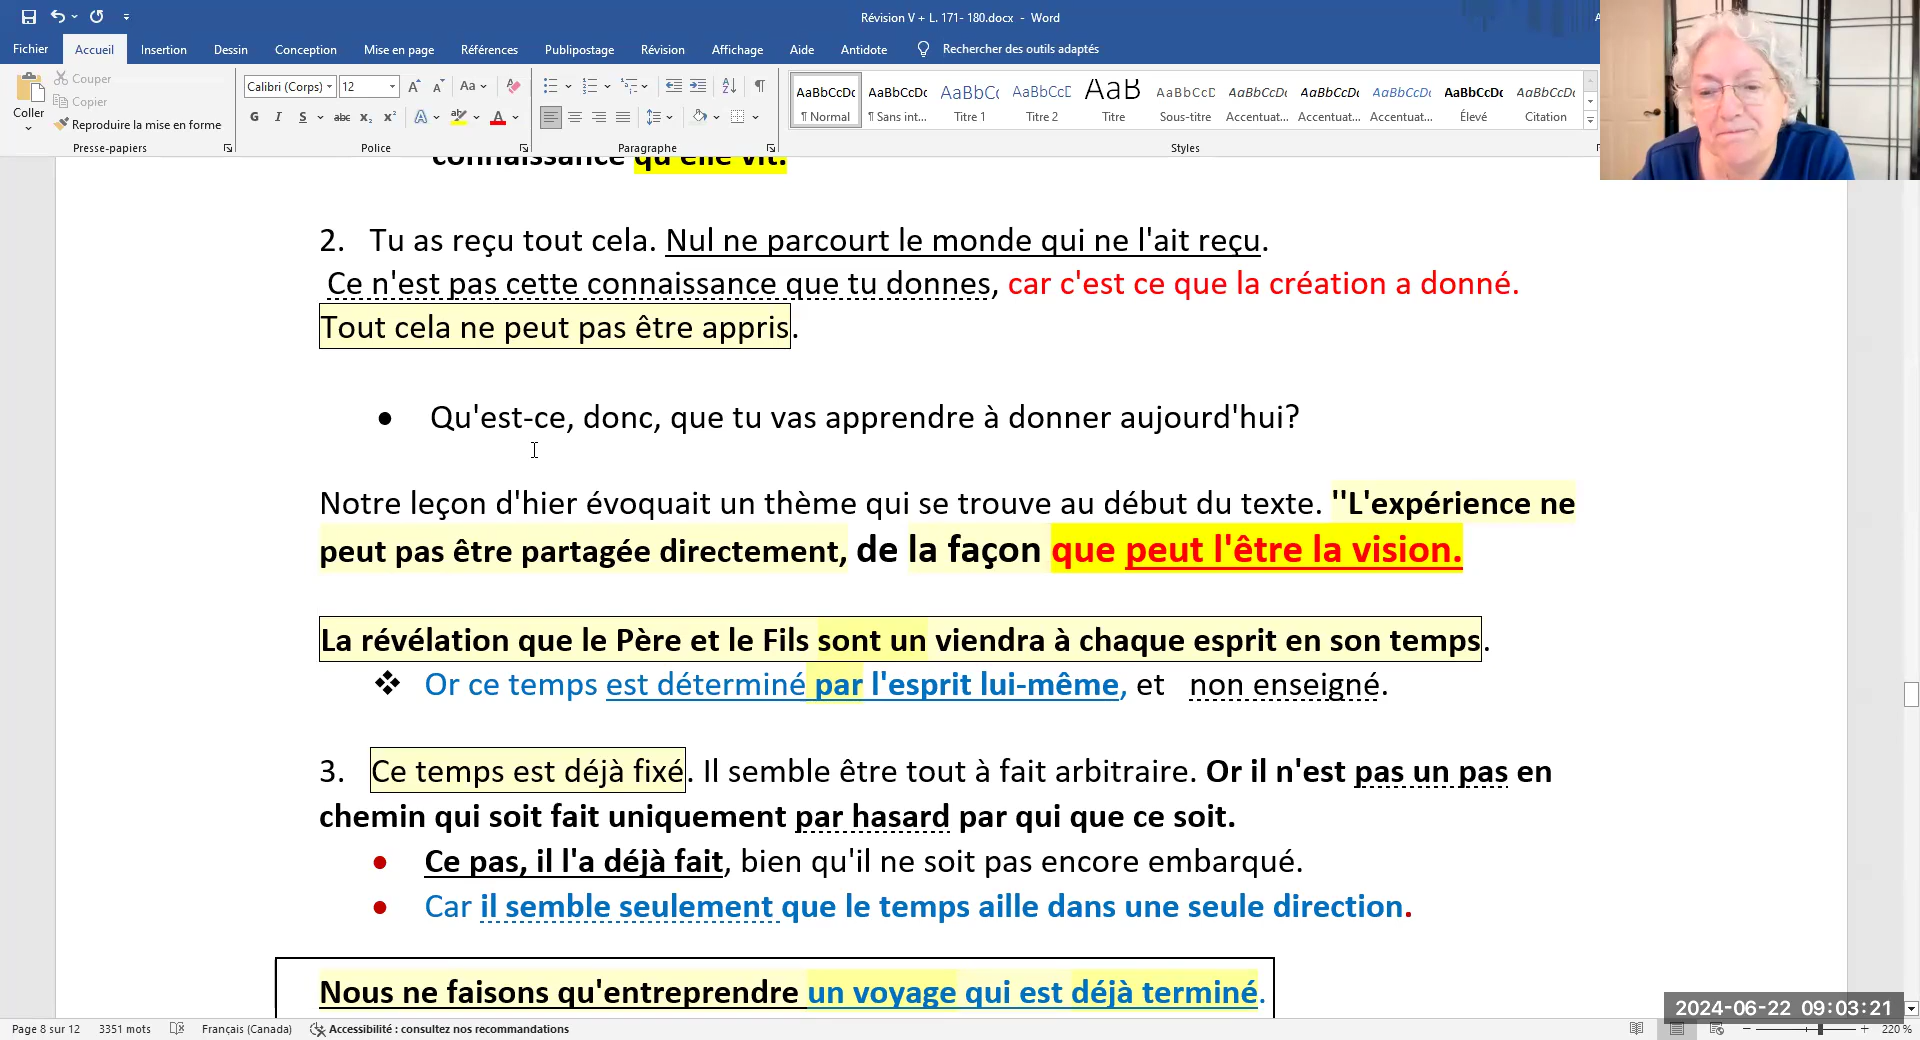 Révision V + L. 171- 180.docx - Word
Fichier Accueil Insertion Dessin Conception Mise en page Références Publipostage Révision Affichage Aide Antidote Rechercher des outils adaptés
Coller
Couper
Copier
Reproduire la mise en forme
Presse-papiers
Calibri (Corps) 12
Police
Paragraphe
AaBbCcDc AaBbCcDc AaBbCc AaBbCcD AaB AaBbCcD AaBbCcDc AaBbCcDc AaBbCcDc AaBbCcDc AaBbCcDc
¶ Normal ¶ Sans int... Titre 1 Titre 2 Titre Sous-titre Accentuat... Accentuat... Accentuat... Élevé Citation
Styles
connaissance qu'elle vit.
2. Tu as reçu tout cela. Nul ne parcourt le monde qui ne l'ait reçu.
Ce n'est pas cette connaissance que tu donnes, car c'est ce que la création a donné.
Tout cela ne peut pas être appris.
● Qu'est-ce, donc, que tu vas apprendre à donner aujourd'hui?
Notre leçon d'hier évoquait un thème qui se trouve au début du texte. ''L'expérience ne
peut pas être partagée directement, de la façon que peut l'être la vision.
La révélation que le Père et le Fils sont un viendra à chaque esprit en son temps.
❖ Or ce temps est déterminé par l'esprit lui-même, et non enseigné.
3. Ce temps est déjà fixé. Il semble être tout à fait arbitraire. Or il n'est pas un pas en
chemin qui soit fait uniquement par hasard par qui que ce soit.
● Ce pas, il l'a déjà fait, bien qu'il ne soit pas encore embarqué.
● Car il semble seulement que le temps aille dans une seule direction.
Nous ne faisons qu'entreprendre un voyage qui est déjà terminé.
2024-06-22 09:03:21
Page 8 sur 12 3351 mots Français (Canada) Accessibilité : consultez nos recommandations 220 %